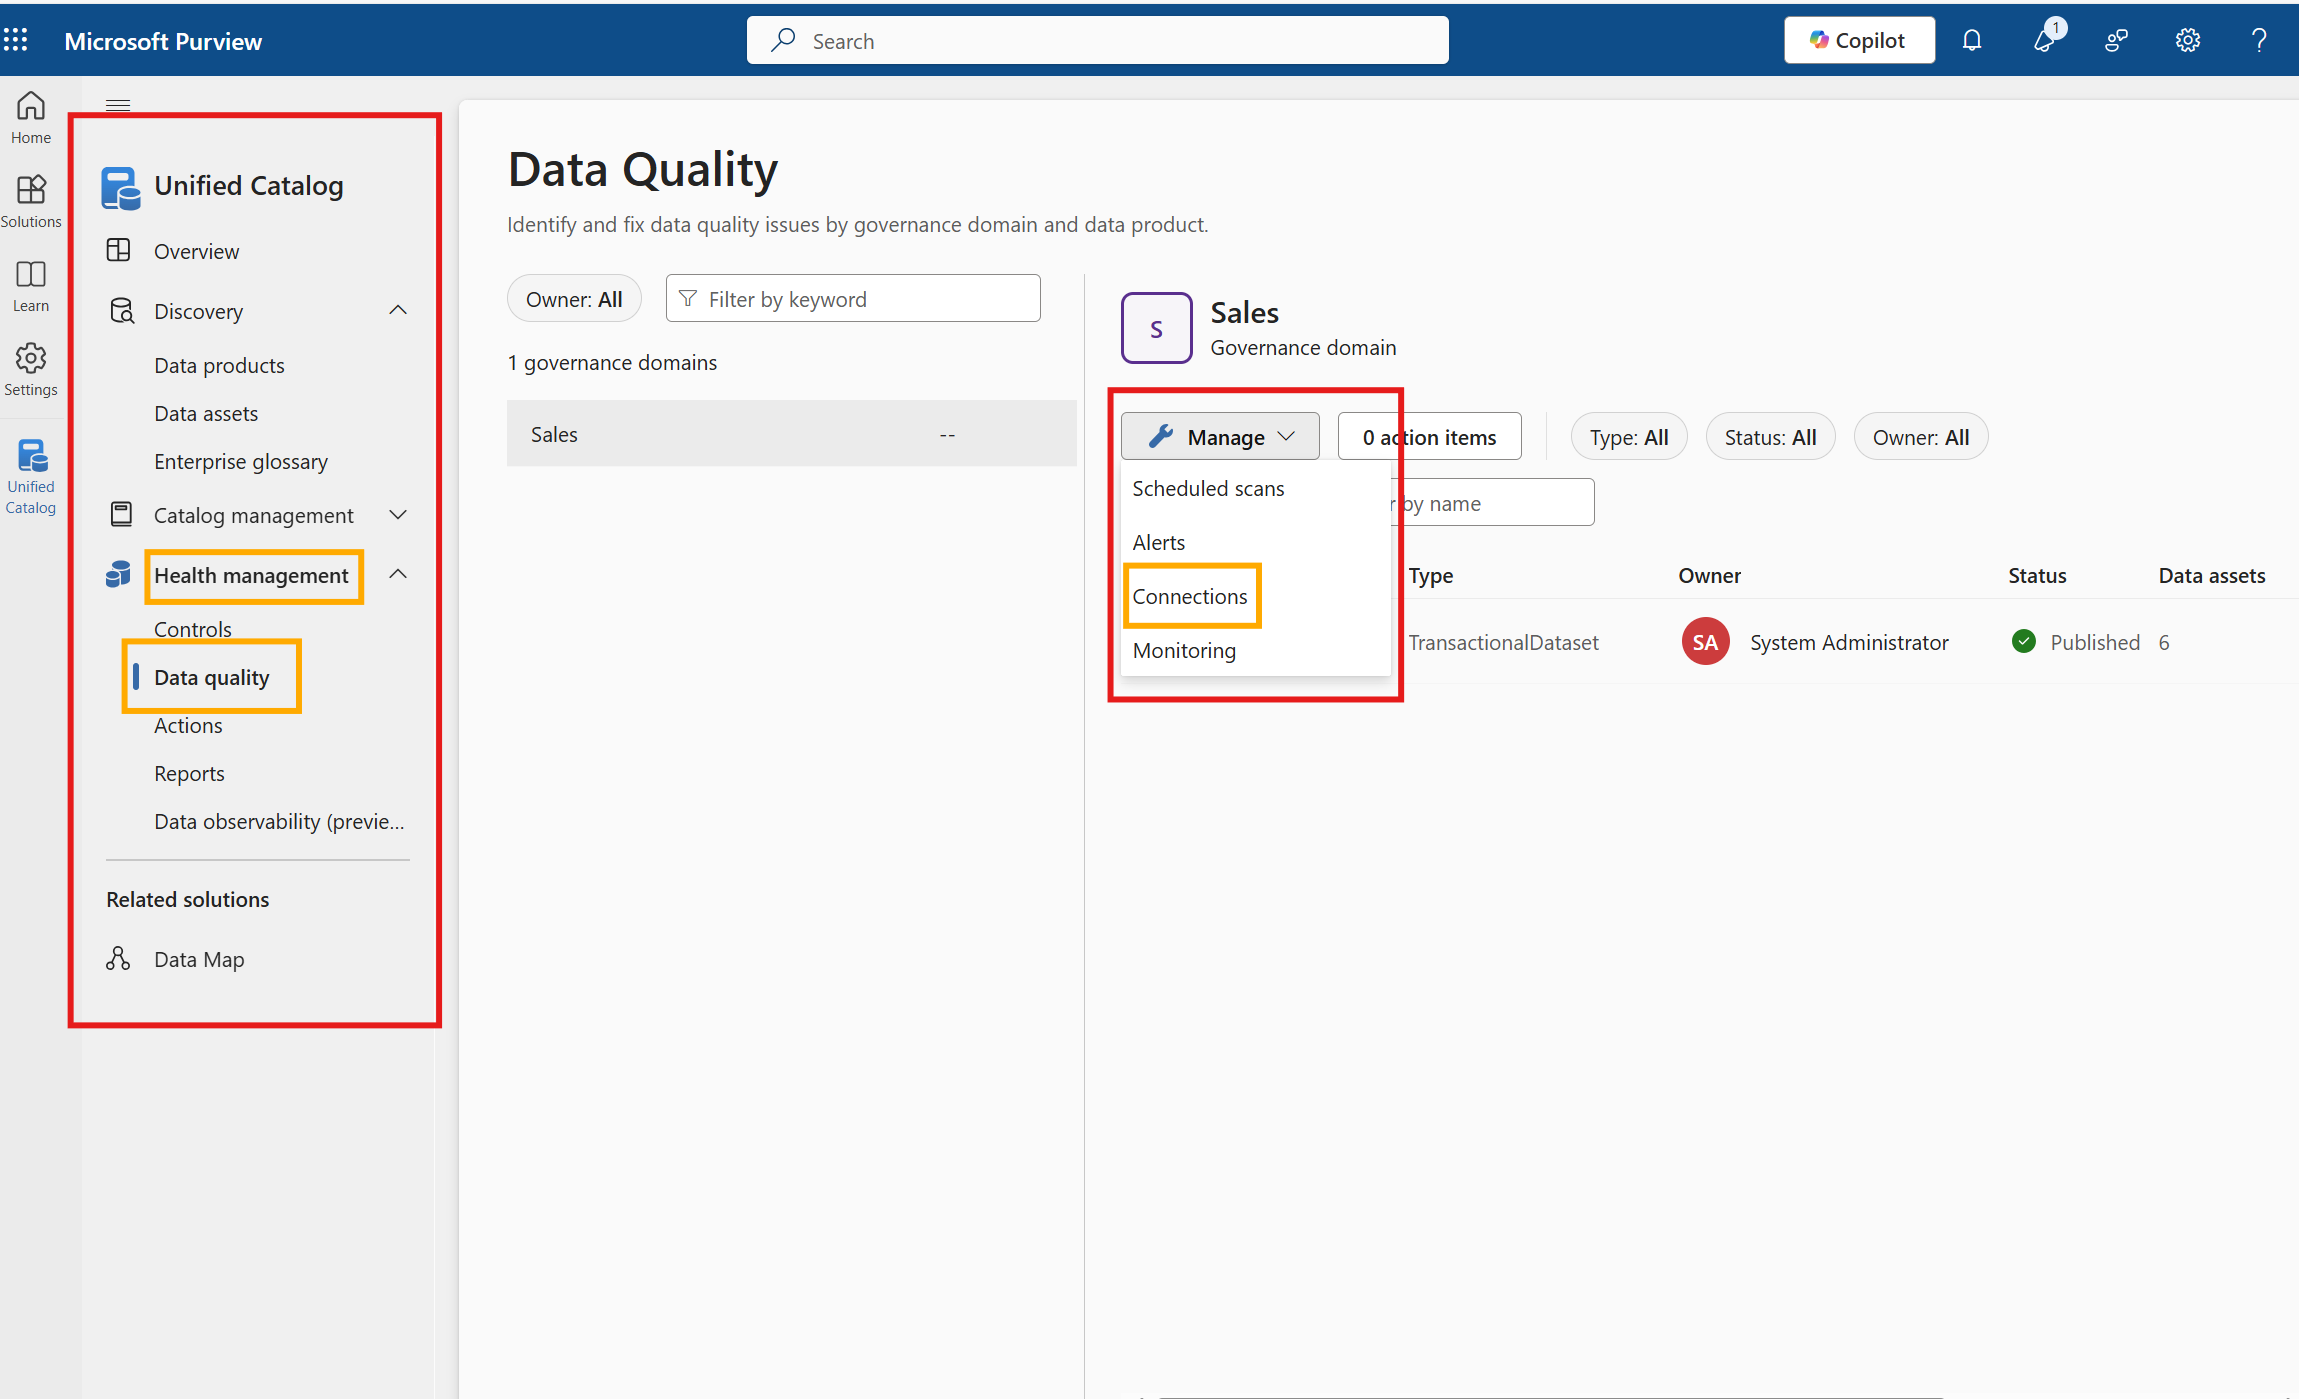 Microsoft Purview
Search
Copilot
1
Home
Solutions
Learn
Settings
Unified
Catalog
Unified Catalog
Overview
Discovery
Data products
Data assets
Enterprise glossary
Catalog management
Health management
Controls
Data quality
Actions
Reports
Data observability (previe...
Related solutions
Data Map
Data Quality
Identify and fix data quality issues by governance domain and data product.
Owner: All
Filter by keyword
1 governance domains
Sales --
S
Sales
Governance domain
Manage
0 action items
Type: All
Status: All
Owner: All
Scheduled scans
Alerts
Connections
Monitoring
r by name
Type Owner Status Data assets
TransactionalDataset SA System Administrator Published 6